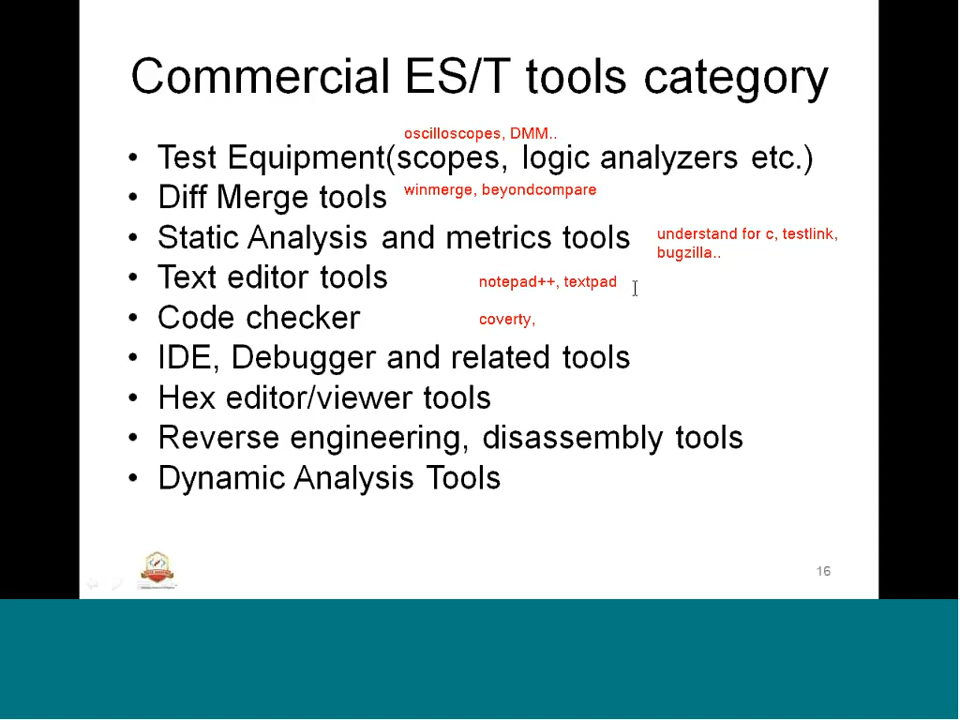 Commercial ES/T tools category
oscilloscopes, DMM..
• Test Equipment(scopes, logic analyzers etc.)
• Diff Merge tools winmerge, beyondcompare
• Static Analysis and metrics tools understand for c, testlink,
bugzilla..
• Text editor tools notepad++, textpad
• Code checker coverty,
• IDE, Debugger and related tools
• Hex editor/viewer tools
• Reverse engineering, disassembly tools
• Dynamic Analysis Tools
16